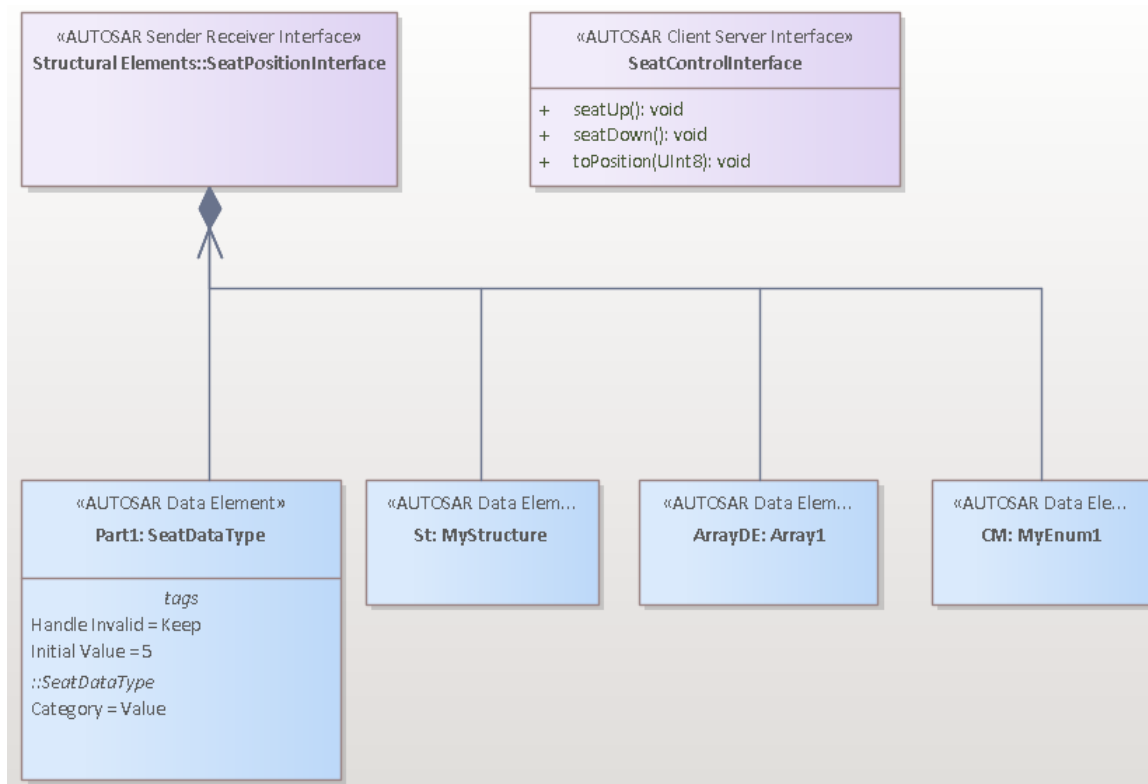 «AUTOSAR Sender Receiver Interface»
Structural Elements::SeatPositionInterface
«AUTOSAR Client Server Interface»
SeatControlInterface
+ seatUp(): void
+ seatDown(): void
+ toPosition(UInt8): void
«AUTOSAR Data Element»
Part1: SeatDataType
tags
Handle Invalid = Keep
Initial Value = 5
::SeatDataType
Category = Value
«AUTOSAR Data Elem...
St: MyStructure
«AUTOSAR Data Elem...
ArrayDE: Array1
«AUTOSAR Data Ele...
CM: MyEnum1